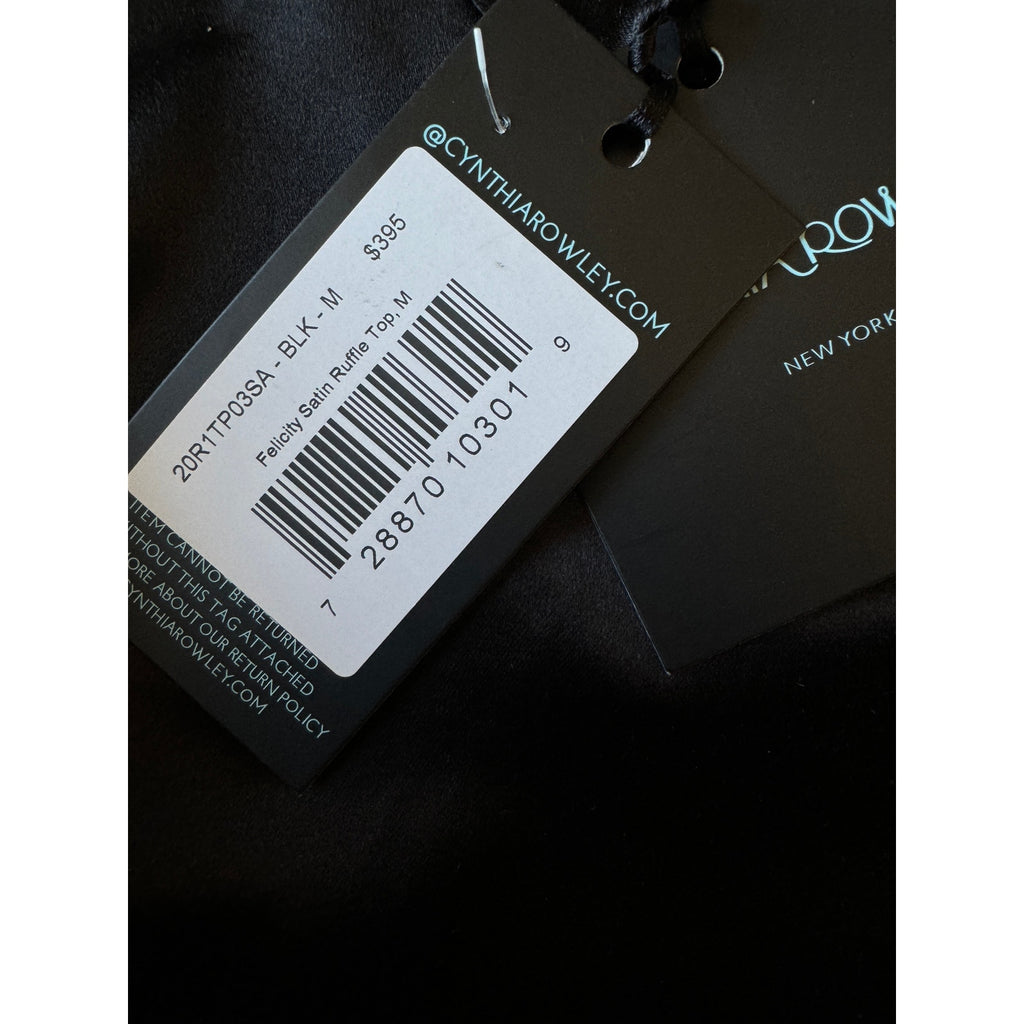 @CYNTHIAROWLEY.COM
$395
20R1TP03SA - BLK - M
Felicity Satin Ruffle Top, M
7 28870 10301 9
ITEM CANNOT BE RETURNED
WITHOUT THIS TAG ATTACHED
MORE ABOUT OUR RETURN POLICY
CYNTHIAROWLEY.COM
ROW
NEW YORK